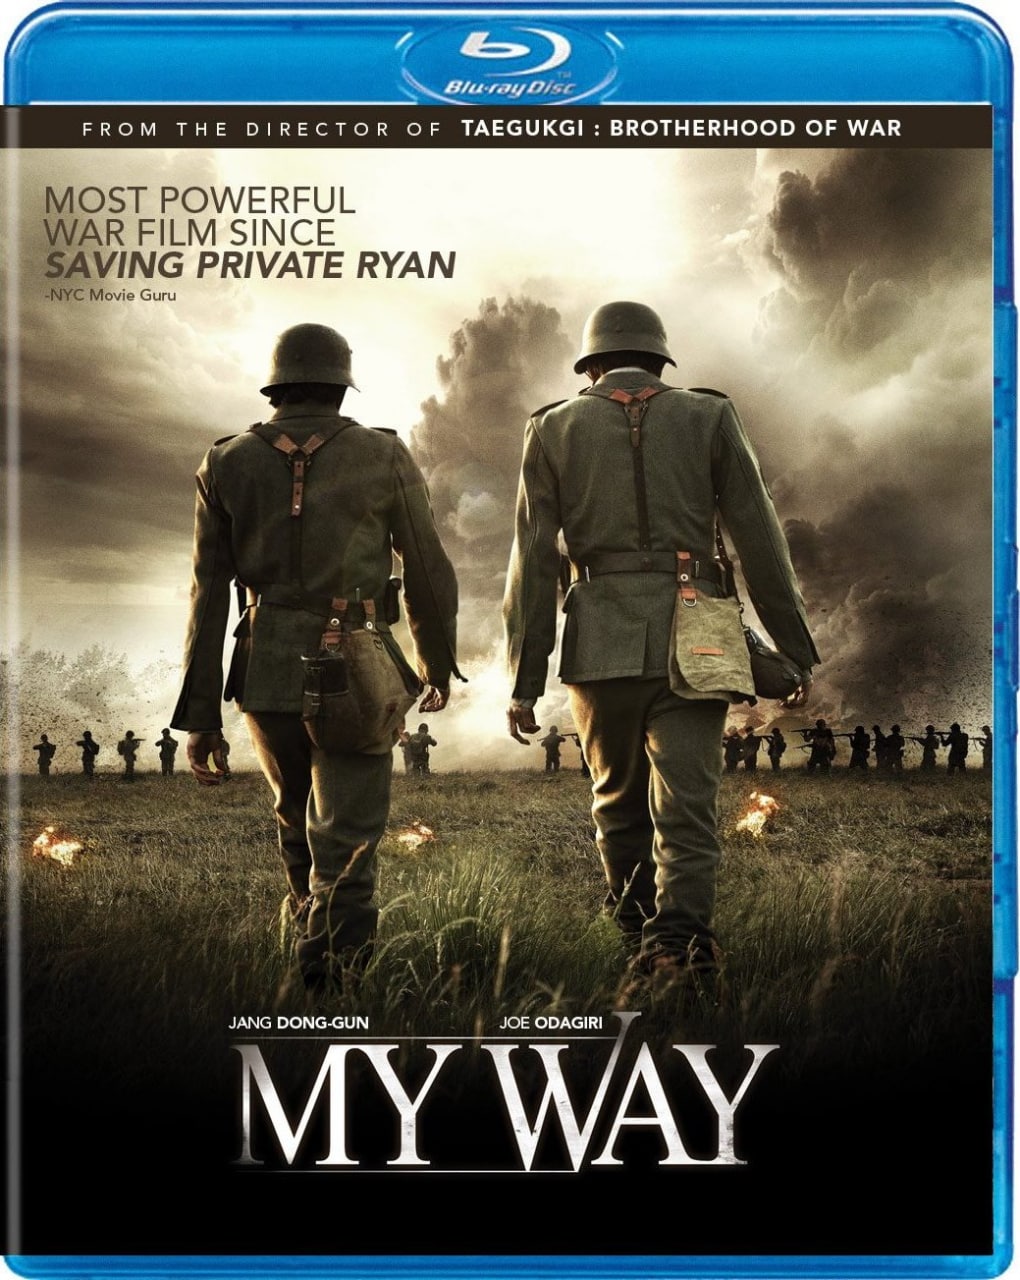 Blu-ray Disc™
FROM THE DIRECTOR OF TAEGUKGI : BROTHERHOOD OF WAR
MOST POWERFUL
WAR FILM SINCE
SAVING PRIVATE RYAN
-NYC Movie Guru
JANG DONG-GUN JOE ODAGIRI
MY WAY